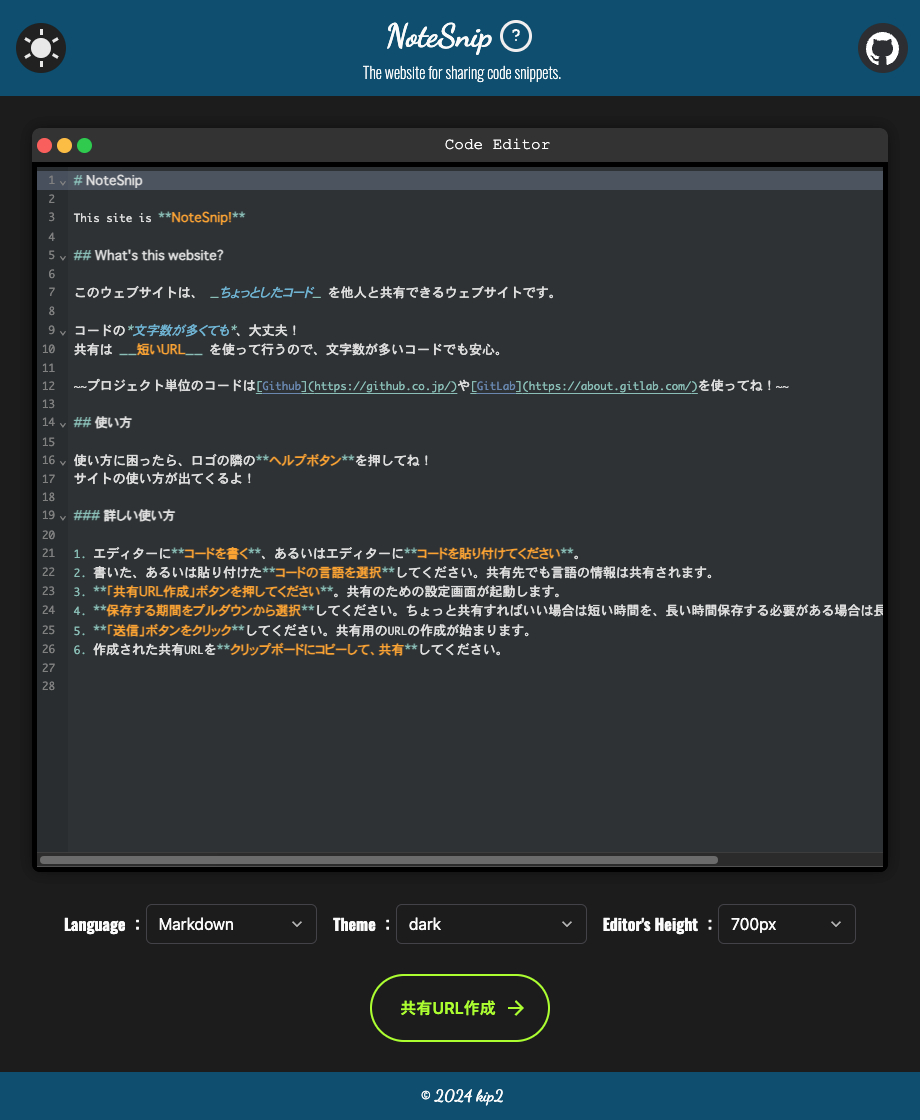 NoteSnip ?
The website for sharing code snippets.
Code Editor
1 # NoteSnip
2
3 This site is **NoteSnip!**
4
5 ## What's this website?
6
7 このウェブサイトは、 _ちょっとしたコード_ を他人と共有できるウェブサイトです。
8
9 コードの*文字数が多くても*、大丈夫！
10 共有は __短いURL__ を使って行うので、文字数が多いコードでも安心。
11
12 ~~プロジェクト単位のコードは[Github](https://github.co.jp/)や[GitLab](https://about.gitlab.com/)を使ってね！~~
13
14 ## 使い方
15
16 使い方に困ったら、ロゴの隣の**ヘルプボタン**を押してね！
17 サイトの使い方が出てくるよ！
18
19 ### 詳しい使い方
20
21 1. エディターに**コードを書く**、あるいはエディターに**コードを貼り付けてください**。
22 2. 書いた、あるいは貼り付けた**コードの言語を選択**してください。共有先でも言語の情報は共有されます。
23 3. **「共有URL作成」ボタンを押してください**。共有のための設定画面が起動します。
24 4. **保存する期間をプルダウンから選択**してください。ちょっと共有すればいい場合は短い時間を、長い時間保存する必要がある場合は長
25 5. **「送信」ボタンをクリック**してください。共有用のURLの作成が始まります。
26 6. 作成された共有URLを**クリップボードにコピーして、共有**してください。
27
28
Language : Markdown Theme : dark Editor's Height : 700px
共有URL作成 →
© 2024 kip2